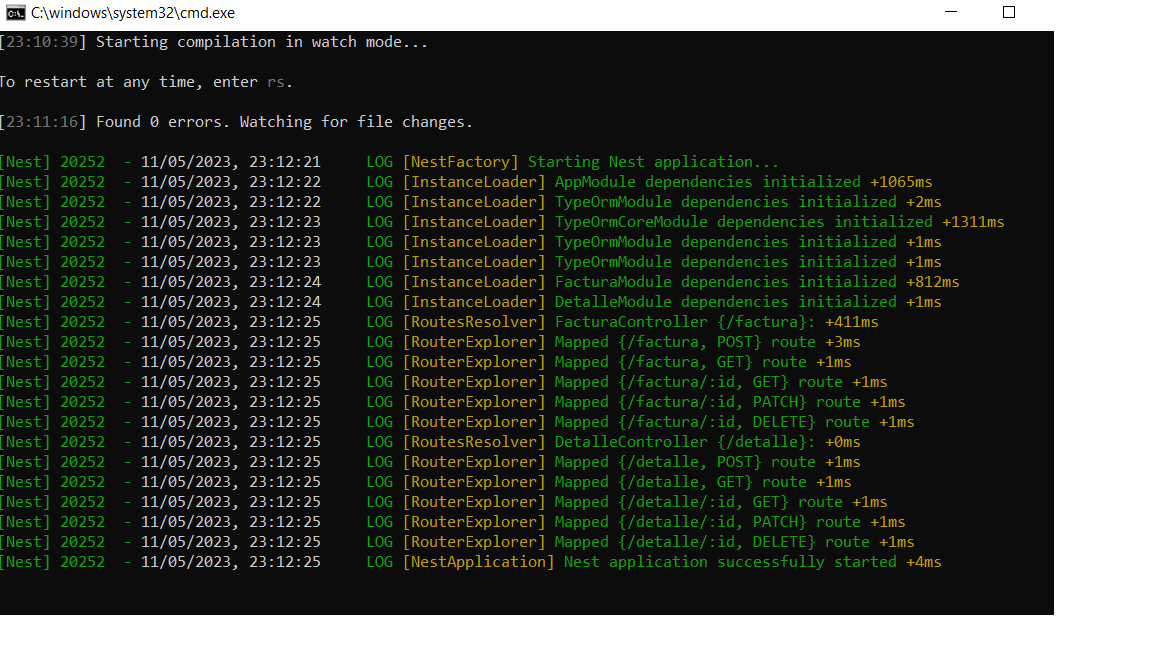 C:\windows\system32\cmd.exe
[23:10:39] Starting compilation in watch mode...
To restart at any time, enter rs.
[23:11:16] Found 0 errors. Watching for file changes.
[Nest] 20252  - 11/05/2023, 23:12:21     LOG [NestFactory] Starting Nest application...
[Nest] 20252  - 11/05/2023, 23:12:22     LOG [InstanceLoader] AppModule dependencies initialized +1065ms
[Nest] 20252  - 11/05/2023, 23:12:22     LOG [InstanceLoader] TypeOrmModule dependencies initialized +2ms
[Nest] 20252  - 11/05/2023, 23:12:23     LOG [InstanceLoader] TypeOrmCoreModule dependencies initialized +1311ms
[Nest] 20252  - 11/05/2023, 23:12:23     LOG [InstanceLoader] TypeOrmModule dependencies initialized +1ms
[Nest] 20252  - 11/05/2023, 23:12:23     LOG [InstanceLoader] TypeOrmModule dependencies initialized +1ms
[Nest] 20252  - 11/05/2023, 23:12:24     LOG [InstanceLoader] FacturaModule dependencies initialized +812ms
[Nest] 20252  - 11/05/2023, 23:12:24     LOG [InstanceLoader] DetalleModule dependencies initialized +1ms
[Nest] 20252  - 11/05/2023, 23:12:25     LOG [RoutesResolver] FacturaController {/factura}: +411ms
[Nest] 20252  - 11/05/2023, 23:12:25     LOG [RouterExplorer] Mapped {/factura, POST} route +3ms
[Nest] 20252  - 11/05/2023, 23:12:25     LOG [RouterExplorer] Mapped {/factura, GET} route +1ms
[Nest] 20252  - 11/05/2023, 23:12:25     LOG [RouterExplorer] Mapped {/factura/:id, GET} route +1ms
[Nest] 20252  - 11/05/2023, 23:12:25     LOG [RouterExplorer] Mapped {/factura/:id, PATCH} route +1ms
[Nest] 20252  - 11/05/2023, 23:12:25     LOG [RouterExplorer] Mapped {/factura/:id, DELETE} route +1ms
[Nest] 20252  - 11/05/2023, 23:12:25     LOG [RoutesResolver] DetalleController {/detalle}: +0ms
[Nest] 20252  - 11/05/2023, 23:12:25     LOG [RouterExplorer] Mapped {/detalle, POST} route +1ms
[Nest] 20252  - 11/05/2023, 23:12:25     LOG [RouterExplorer] Mapped {/detalle, GET} route +1ms
[Nest] 20252  - 11/05/2023, 23:12:25     LOG [RouterExplorer] Mapped {/detalle/:id, GET} route +1ms
[Nest] 20252  - 11/05/2023, 23:12:25     LOG [RouterExplorer] Mapped {/detalle/:id, PATCH} route +1ms
[Nest] 20252  - 11/05/2023, 23:12:25     LOG [RouterExplorer] Mapped {/detalle/:id, DELETE} route +1ms
[Nest] 20252  - 11/05/2023, 23:12:25     LOG [NestApplication] Nest application successfully started +4ms